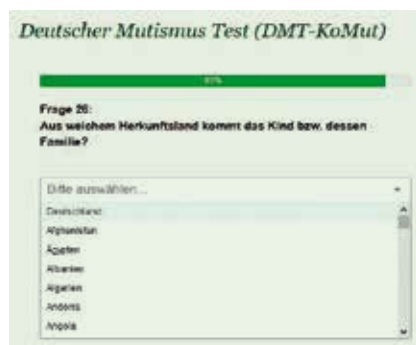 Deutscher Mutismus Test (DMT-KoMut)
Frage 26:
Aus welchem Herkunftsland kommt das Kind bzw. dessen
Familie?
Bitte auswählen...
Deutschland
Afghanistan
Ägypten
Albanien
Algerien
Andorra
Angola